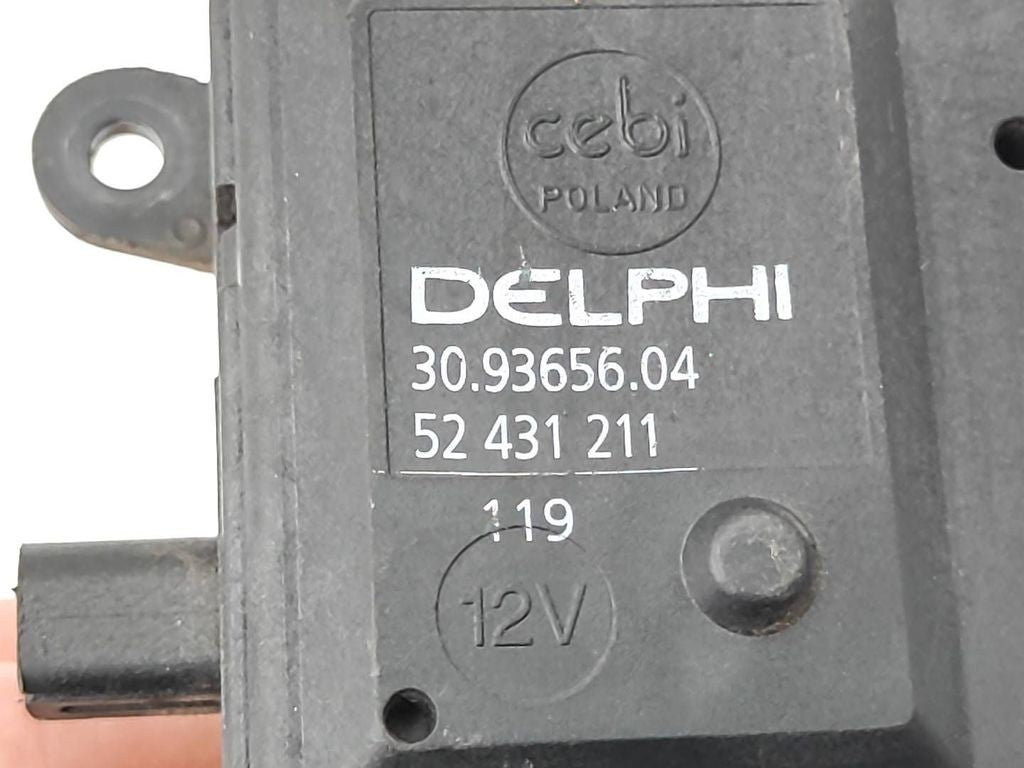 cebi
POLAND
DELPHI
30.93656.04
52 431 211
119
12V